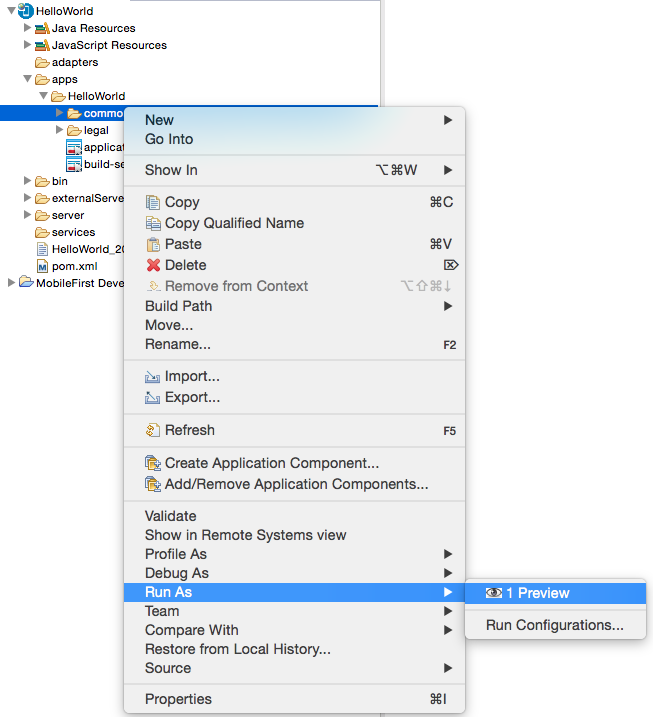 HelloWorld
Java Resources
JavaScript Resources
adapters
apps
HelloWorld
commo
legal
applicat
build-se
bin
externalServe
server
services
HelloWorld_20
pom.xml
MobileFirst Deve
New
Go Into
Show In ⌥⌘W
Copy ⌘C
Copy Qualified Name
Paste ⌘V
Delete ⌦
Remove from Context ⌥⇧⌘↓
Build Path
Move...
Rename... F2
Import...
Export...
Refresh F5
Create Application Component...
Add/Remove Application Components...
Validate
Show in Remote Systems view
Profile As
Debug As
Run As
1 Preview
Team
Run Configurations...
Compare With
Restore from Local History...
Source
Properties ⌘I